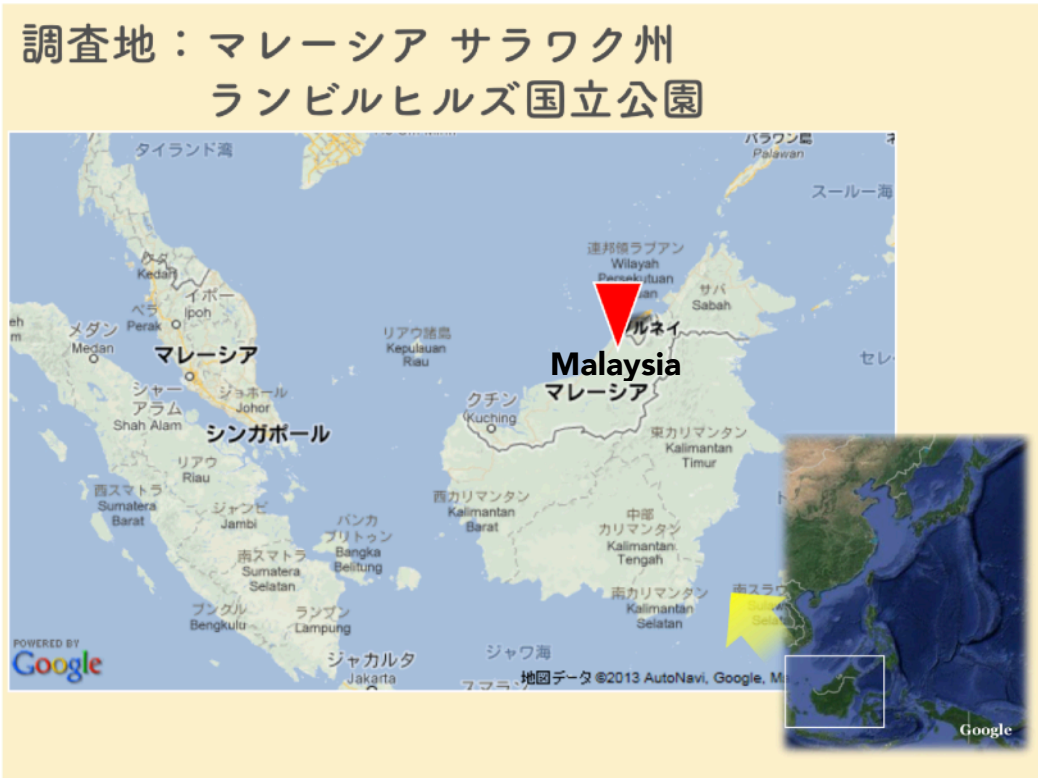 調査地：マレーシア サラワク州
ランビルヒルズ国立公園
タイランド湾
パラワン島
Palawan
スールー海
連邦領ラブアン
Wilayah
Persekutuan
サバ
Sabah
ケダ
Kedah
イポー
Ipoh
ペラ
Perak
メダン
Medan
マレーシア
リアウ諸島
Kepulauan
Riau
ブルネイ
Malaysia
マレーシア
セレ
シャー
アラム
Shah Alam
ジョホール
Johor
シンガポール
クチン
Kuching
東カリマンタン
Kalimantan
Timur
リアウ
Riau
西スマトラ
Sumatera
Barat
ジャンビ
Jambi
西カリマンタン
Kalimantan
Barat
バンカ
ブリトゥン
Bangka
Belitung
中部
カリマンタン
Kalimantan
Tengah
南スマトラ
Sumatera
Selatan
南カリマンタン
Kalimantan
Selatan
南スラウ
ブンクル
Bengkulu
ランプン
Lampung
POWERED BY
Google
ジャカルタ
Jakarta
ジャワ海
スマラン
地図データ ©2013 AutoNavi, Google, M
Google